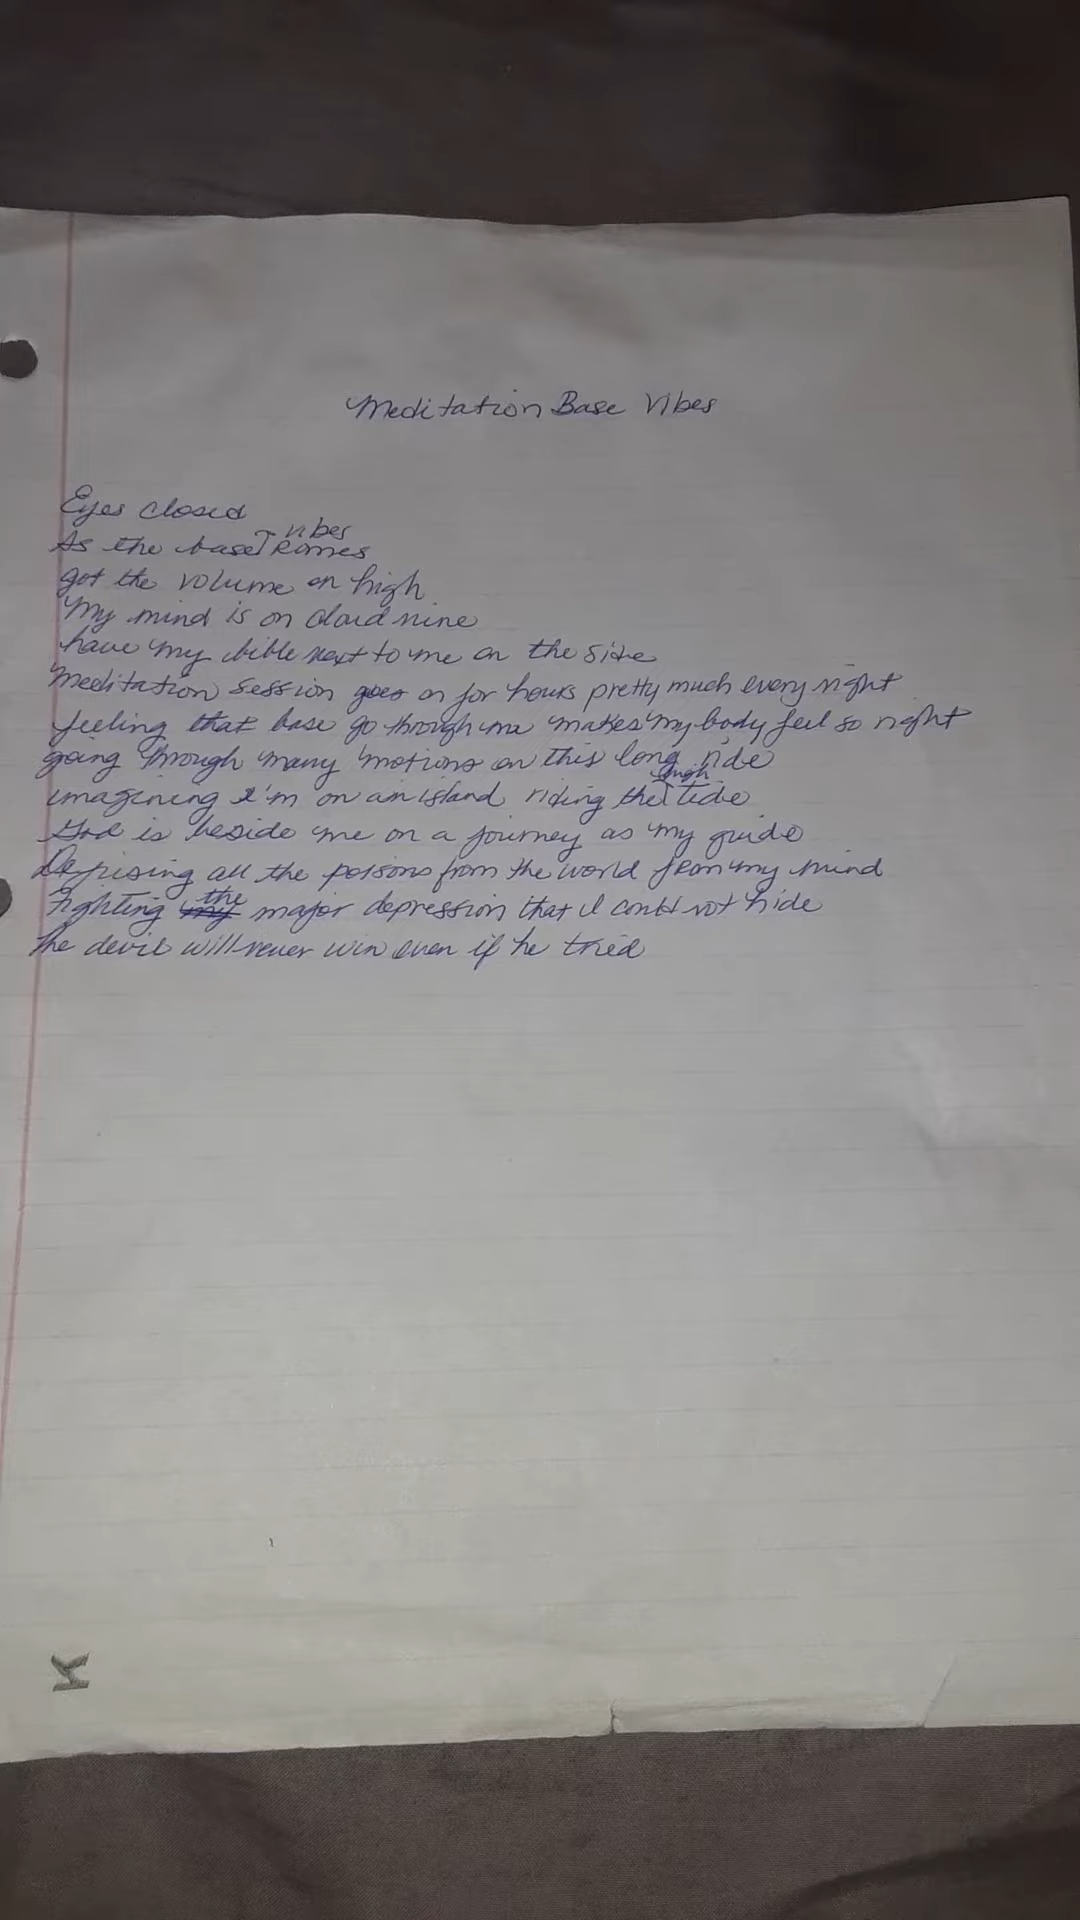 Meditation Base Vibes
Eyes closed
As the base vibes
got the volume on high
My mind is on cloud nine
have my bible next to me on the side
Meditation session goes on for hours pretty much every night
feeling that base go through me makes my body feel so right
going through many motions on this long ride
imagining I'm on an island riding the high tide
God is beside me on a journey as my guide
all the poisons from the world from my mind
Fighting the major depression that I could not hide
The devil will never win even if he tried
K